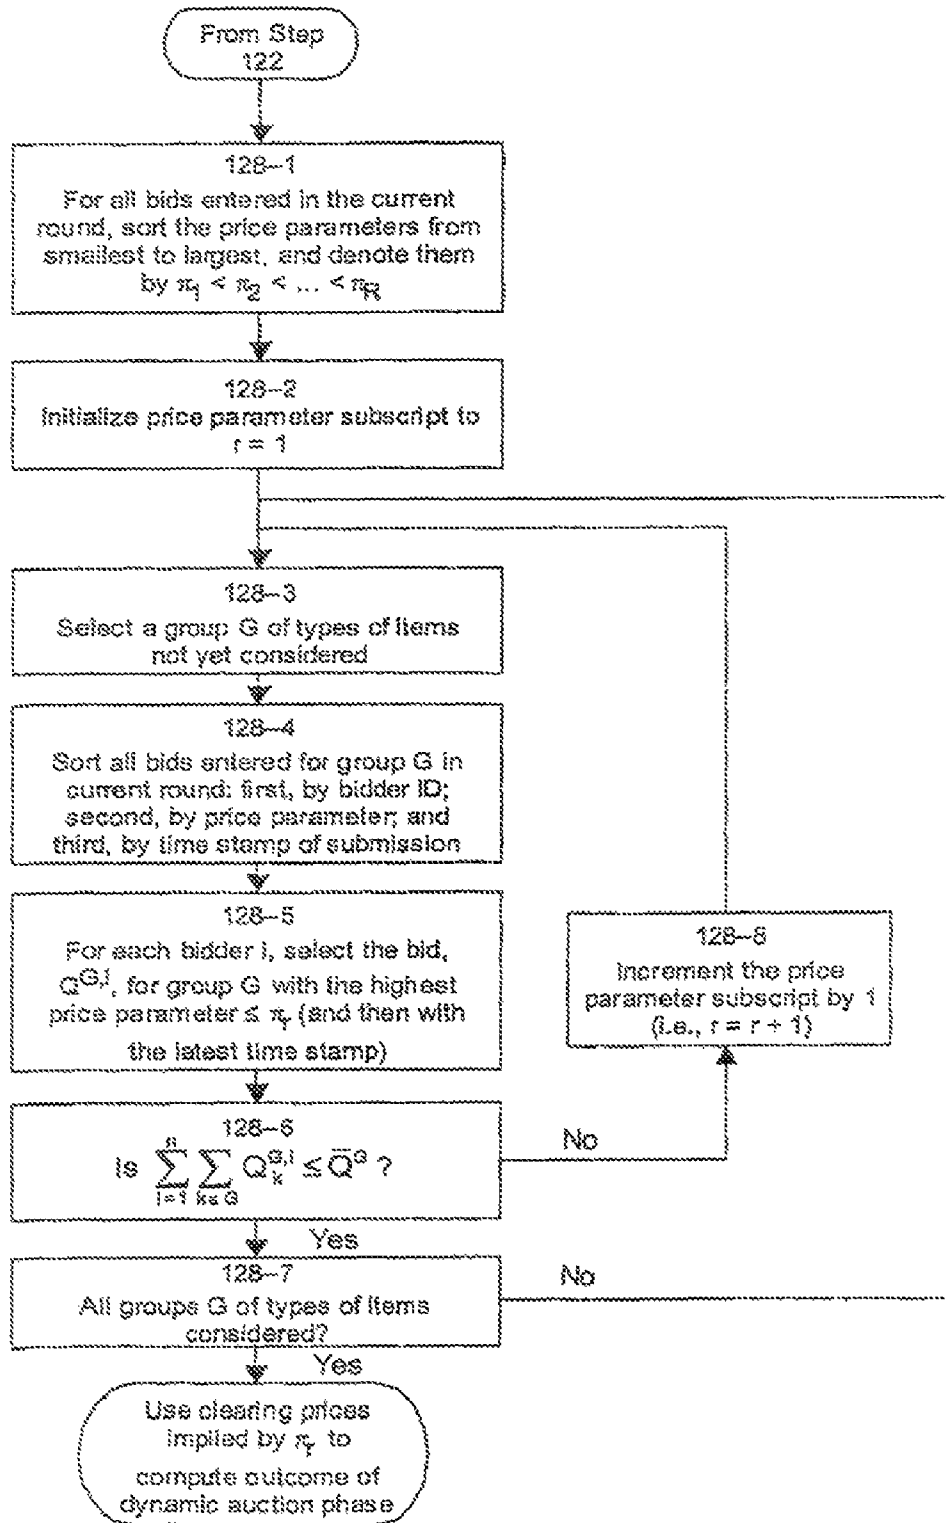 From Step
122
128–1
For all bids entered in the current
round, sort the price parameters from
smallest to largest, and denote them
by π₁ < π₂ < ... < π_R
128–2
Initialize price parameter subscript to
r = 1
128–3
Select a group G of types of items
not yet considered
128–4
Sort all bids entered for group G in
current round: first, by bidder ID;
second, by price parameter; and
third, by time stamp of submission
128–5
For each bidder i, select the bid,
Q^{G,i}, for group G with the highest
price parameter ≤ π_r (and then with
the latest time stamp)
128–8
Increment the price
parameter subscript by 1
(i.e., r = r + 1)
128–6
Is ∑_{i=1}^{n} ∑_{k∈G} Q_k^{G,i} ≤ Q̄^G ?
No
Yes
128–7
All groups G of types of items
considered?
No
Yes
Use clearing prices
implied by π_r to
compute outcome of
dynamic auction phase